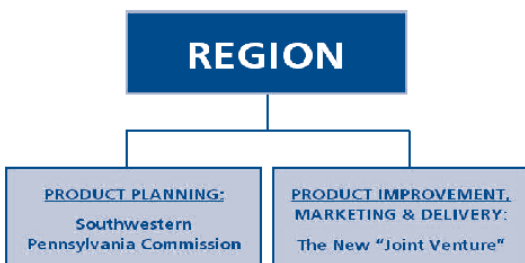 REGION
PRODUCT PLANNING:
Southwestern
Pennsylvania Commission
PRODUCT IMPROVEMENT,
MARKETING & DELIVERY:
The New "Joint Venture"